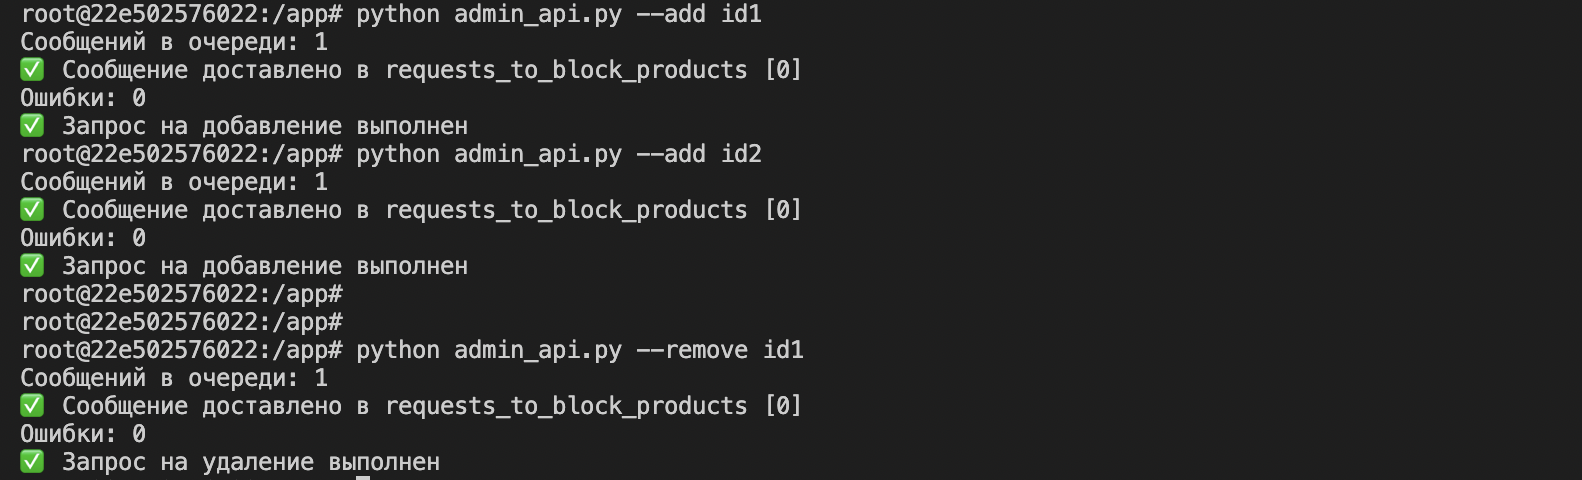 root@22e502576022:/app# python admin_api.py --add id1
Сообщений в очереди: 1
✅ Сообщение доставлено в requests_to_block_products [0]
Ошибки: 0
✅ Запрос на добавление выполнен
root@22e502576022:/app# python admin_api.py --add id2
Сообщений в очереди: 1
✅ Сообщение доставлено в requests_to_block_products [0]
Ошибки: 0
✅ Запрос на добавление выполнен
root@22e502576022:/app#
root@22e502576022:/app#
root@22e502576022:/app# python admin_api.py --remove id1
Сообщений в очереди: 1
✅ Сообщение доставлено в requests_to_block_products [0]
Ошибки: 0
✅ Запрос на удаление выполнен